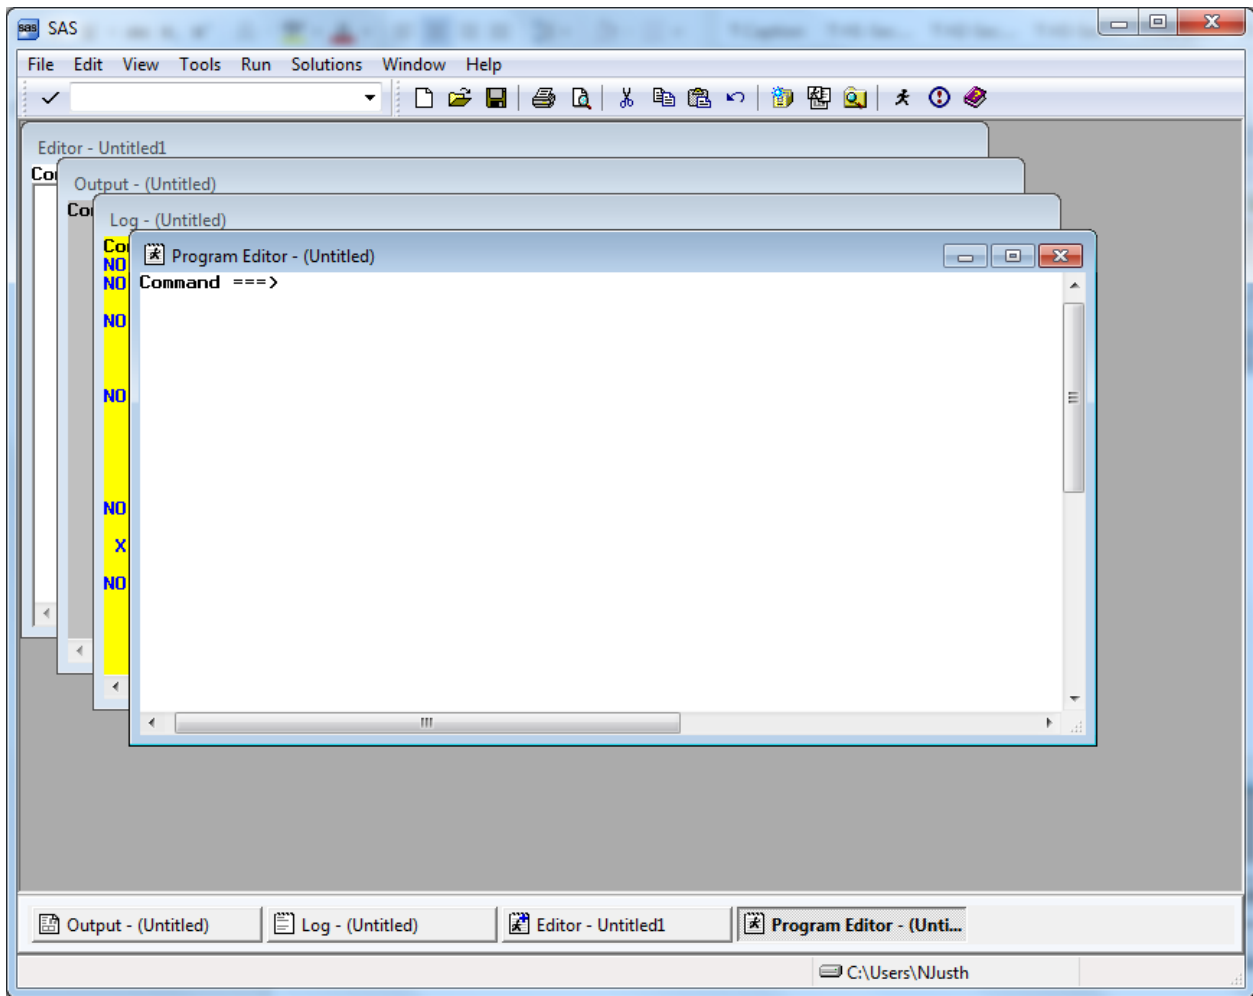 sas SAS
File Edit View Tools Run Solutions Window Help
Editor - Untitled1
Output - (Untitled)
Log - (Untitled)
NO
NO
NO
NO
NO
X
NO
Program Editor - (Untitled)
Command ===>
Output - (Untitled)
Log - (Untitled)
Editor - Untitled1
Program Editor - (Unti...
C:\Users\NJusth